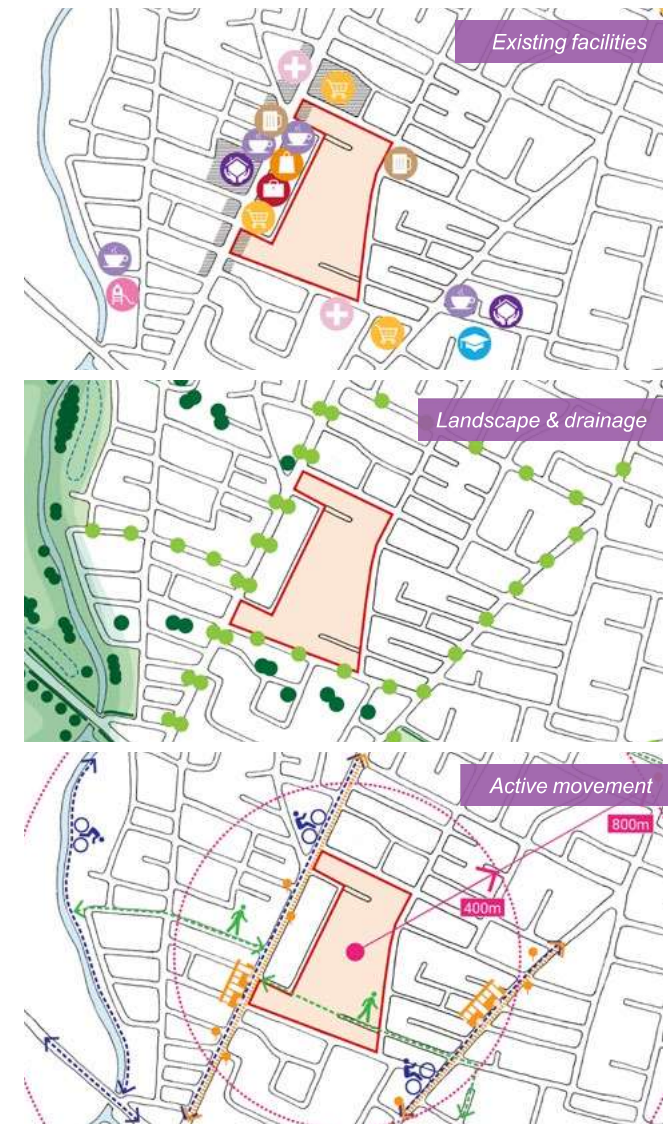 Existing facilities
Landscape & drainage
Active movement
800m
400m